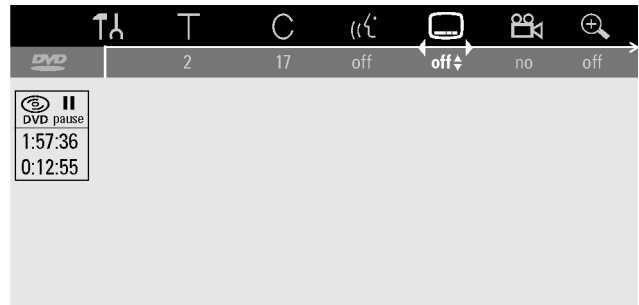 T C
DVD 2 17 off off no off
DVD pause
1:57:36
0:12:55